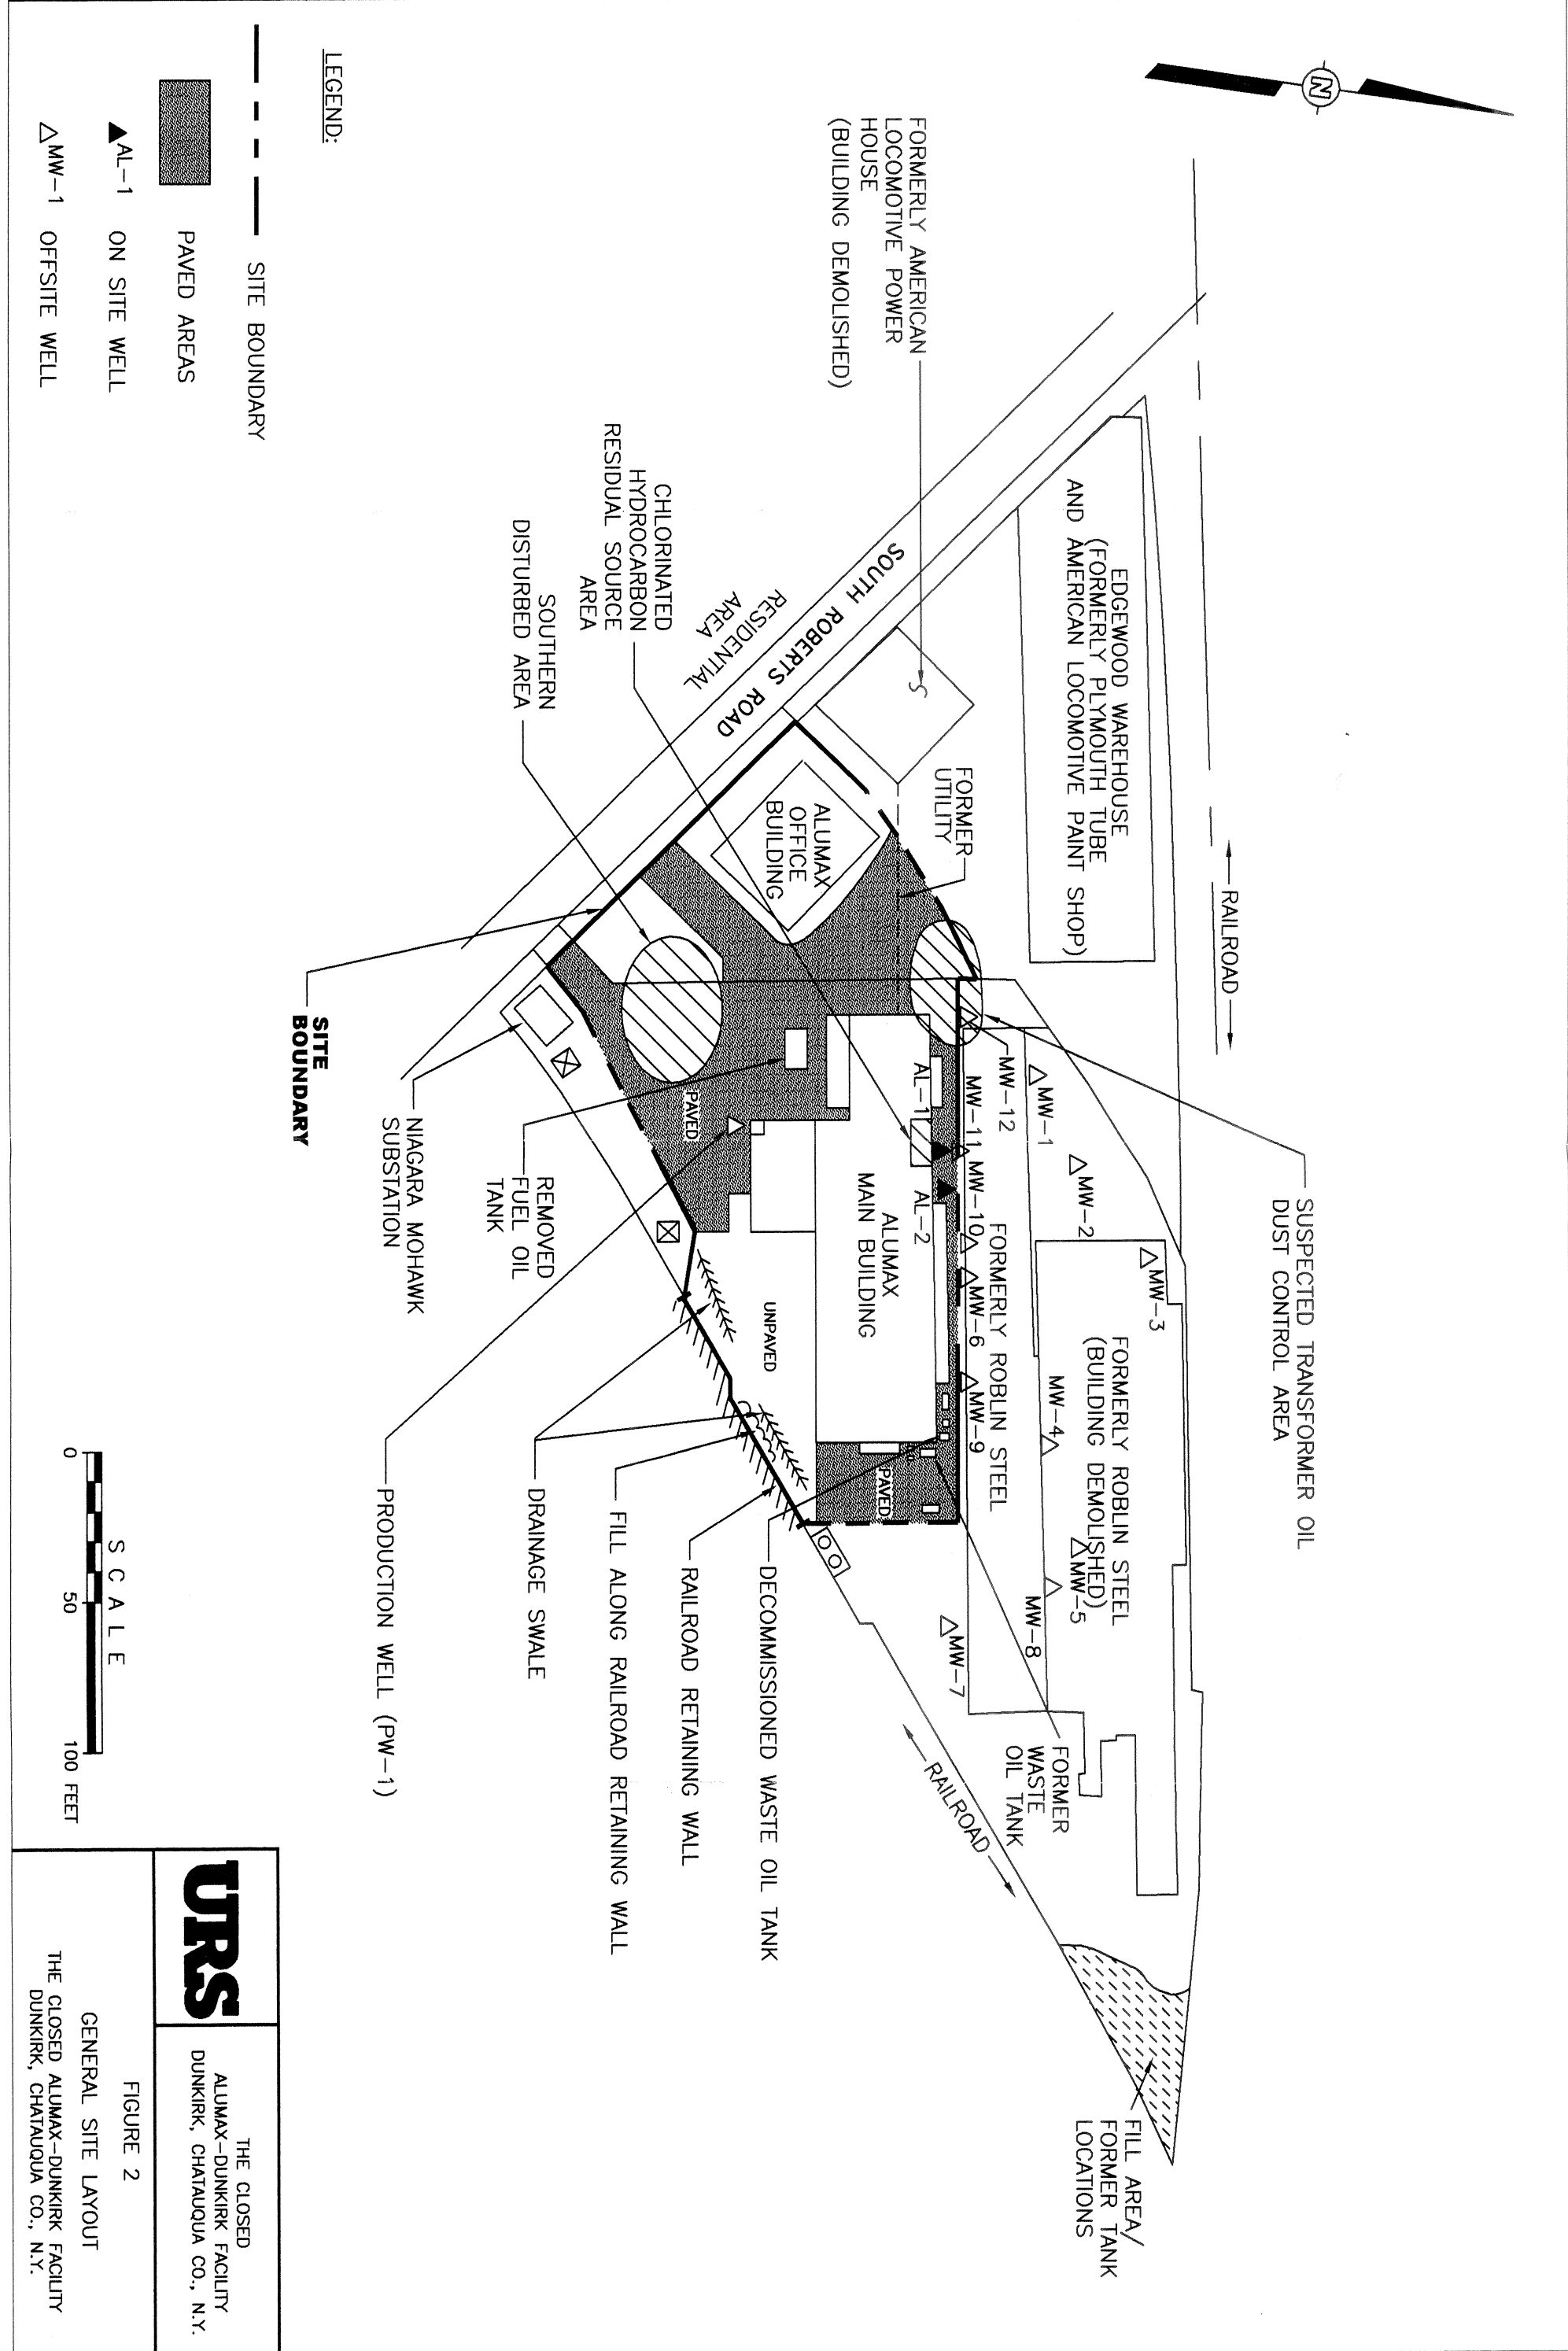 N
FORMERLY AMERICAN
LOCOMOTIVE POWER
HOUSE
(BUILDING DEMOLISHED)
EDGEWOOD WAREHOUSE
(FORMERLY PLYMOUTH TUBE
AND AMERICAN LOCOMOTIVE PAINT SHOP)
RAILROAD
SUSPECTED TRANSFORMER OIL
DUST CONTROL AREA
SOUTH ROBERTS ROAD
RESIDENTIAL
AREA
CHLORINATED
HYDROCARBON
RESIDUAL SOURCE
AREA
SOUTHERN
DISTURBED AREA
FORMER
UTILITY
ALUMAX
OFFICE
BUILDING
MW-1
MW-2
MW-3
MW-12
MW-11
MW-10
MW-6
MW-9
MW-4
MW-5
MW-8
MW-7
AL-1
AL-2
FORMERLY ROBLIN STEEL
(BUILDING DEMOLISHED)
FORMERLY ROBLIN STEEL
ALUMAX
MAIN BUILDING
PAVED
UNPAVED
PAVED
FORMER
WASTE
OIL TANK
RAILROAD
FILL AREA/
FORMER TANK
LOCATIONS
SITE
BOUNDARY
NIAGARA MOHAWK
SUBSTATION
REMOVED
FUEL OIL
TANK
PRODUCTION WELL (PW-1)
DRAINAGE SWALE
FILL ALONG RAILROAD RETAINING WALL
RAILROAD RETAINING WALL
DECOMMISSIONED WASTE OIL TANK
LEGEND:
SITE BOUNDARY
PAVED AREAS
AL-1 ON SITE WELL
MW-1 OFFSITE WELL
SCALE
0 50 100 FEET
URS
THE CLOSED
ALUMAX-DUNKIRK FACILITY
DUNKIRK, CHATAUQUA CO., N.Y.
FIGURE 2
GENERAL SITE LAYOUT
THE CLOSED ALUMAX-DUNKIRK FACILITY
DUNKIRK, CHATAUQUA CO., N.Y.